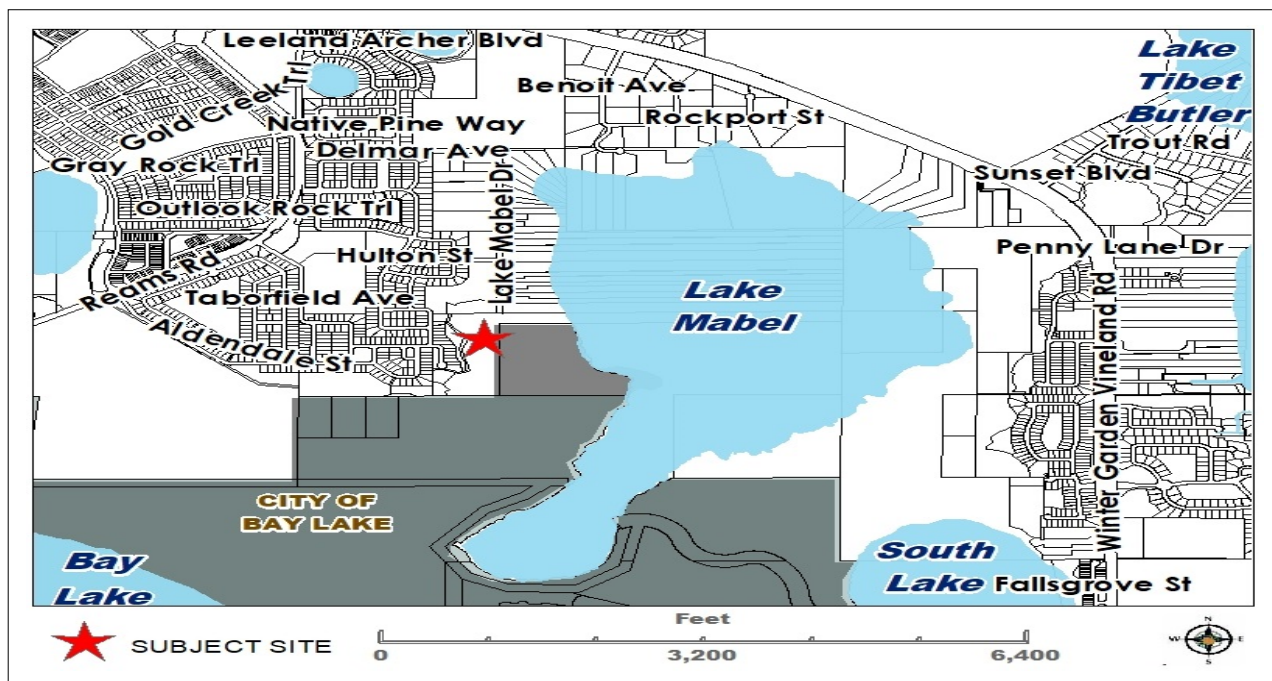 Leeland Archer Blvd
Lake
Tibet
Butler
Benoit Ave
Gold Creek Trl
Rockport St
Native Pine Way
Delmar Ave
Trout Rd
Gray Rock Trl
Sunset Blvd
Lake Mabel Dr
Outlook Rock Trl
Penny Lane Dr
Hulton St
Reams Rd
Lake
Mabel
Taborfield Ave
Aldendale St
Winter Garden Vineland Rd
CITY OF
BAY LAKE
Bay
Lake
South
Lake
Fallsgrove St
Feet
SUBJECT SITE
0
3,200
6,400
N
W
E
S